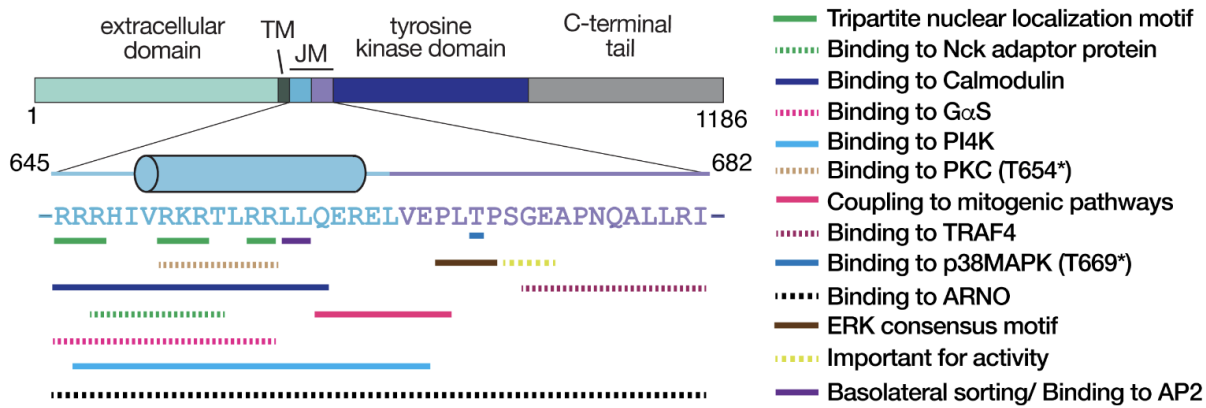 extracellular
domain
TM
JM
tyrosine
kinase domain
C-terminal
tail
1
1186
645
682
-RRRHIVRKRTLRRLLQERELVEPLTPSGEAPNQALLRI-
Tripartite nuclear localization motif
Binding to Nck adaptor protein
Binding to Calmodulin
Binding to GαS
Binding to PI4K
Binding to PKC (T654*)
Coupling to mitogenic pathways
Binding to TRAF4
Binding to p38MAPK (T669*)
Binding to ARNO
ERK consensus motif
Important for activity
Basolateral sorting/ Binding to AP2